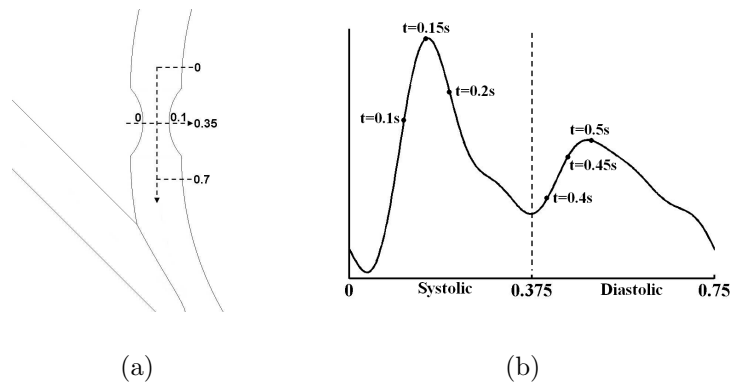 0
0 0.1 0.35
0.7
(a)
t=0.15s
t=0.2s
t=0.1s
t=0.5s
t=0.45s
t=0.4s
0 Systolic 0.375 Diastolic 0.75
(b)